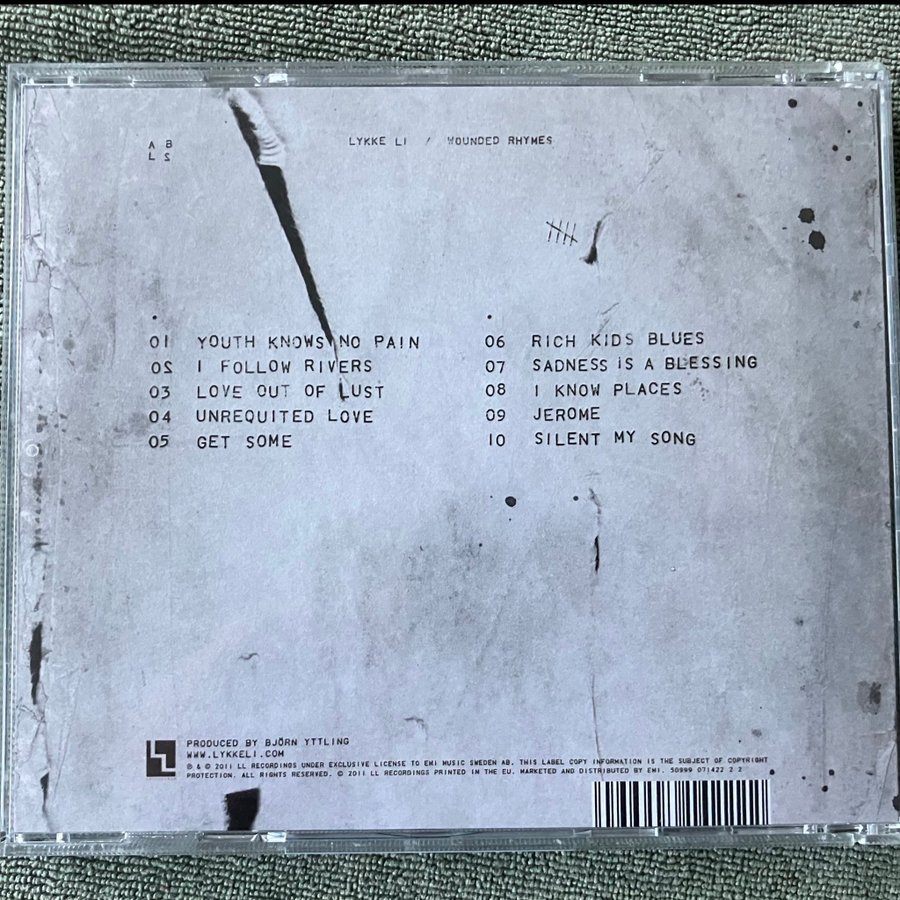 A B
L 2
LYKKE LI / WOUNDED RHYMES
01 YOUTH KNOWS NO PAIN
02 I FOLLOW RIVERS
03 LOVE OUT OF LUST
04 UNREQUITED LOVE
05 GET SOME
06 RICH KIDS BLUES
07 SADNESS IS A BLESSING
08 I KNOW PLACES
09 JEROME
10 SILENT MY SONG
PRODUCED BY BJÖRN YTTLING
WWW.LYKKELI.COM
℗ & © 2011 LL RECORDINGS UNDER EXCLUSIVE LICENSE TO EMI MUSIC SWEDEN AB. THIS LABEL COPY INFORMATION IS THE SUBJECT OF COPYRIGHT
PROTECTION. ALL RIGHTS RESERVED. © 2011 LL RECORDINGS PRINTED IN THE EU. MARKETED AND DISTRIBUTED BY EMI. 50999 071422 2 2